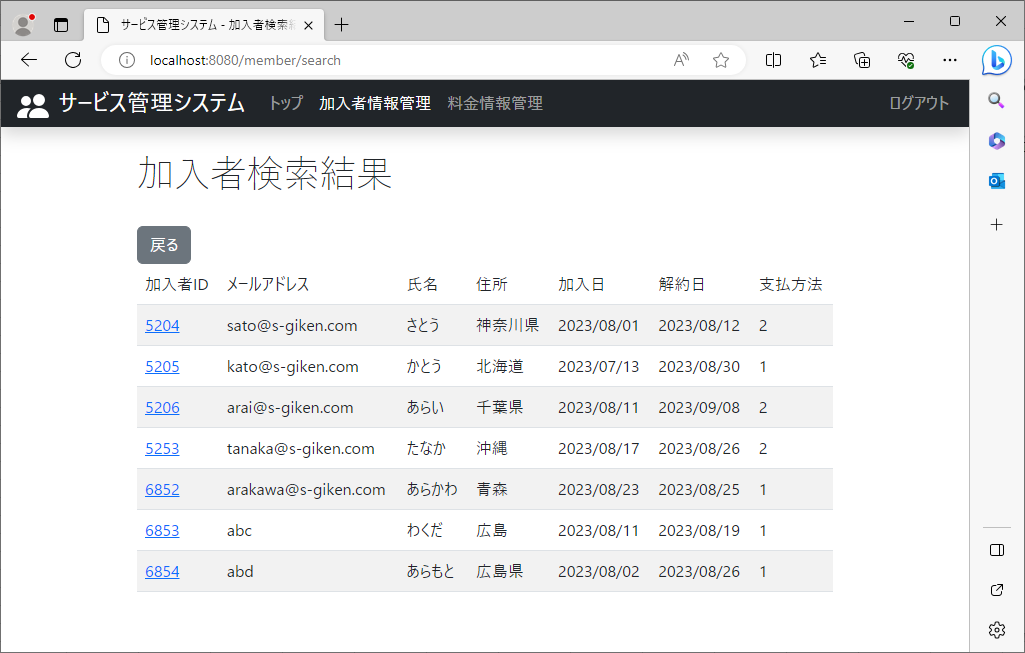 サービス管理システム - 加入者検索
localhost:8080/member/search
サービス管理システム トップ 加入者情報管理 料金情報管理 ログアウト
加入者検索結果
戻る
加入者ID メールアドレス 氏名 住所 加入日 解約日 支払方法
5204 sato@s-giken.com さとう 神奈川県 2023/08/01 2023/08/12 2
5205 kato@s-giken.com かとう 北海道 2023/07/13 2023/08/30 1
5206 arai@s-giken.com あらい 千葉県 2023/08/11 2023/09/08 2
5253 tanaka@s-giken.com たなか 沖縄 2023/08/17 2023/08/26 2
6852 arakawa@s-giken.com あらかわ 青森 2023/08/23 2023/08/25 1
6853 abc わくだ 広島 2023/08/11 2023/08/19 1
6854 abd あらもと 広島県 2023/08/02 2023/08/26 1